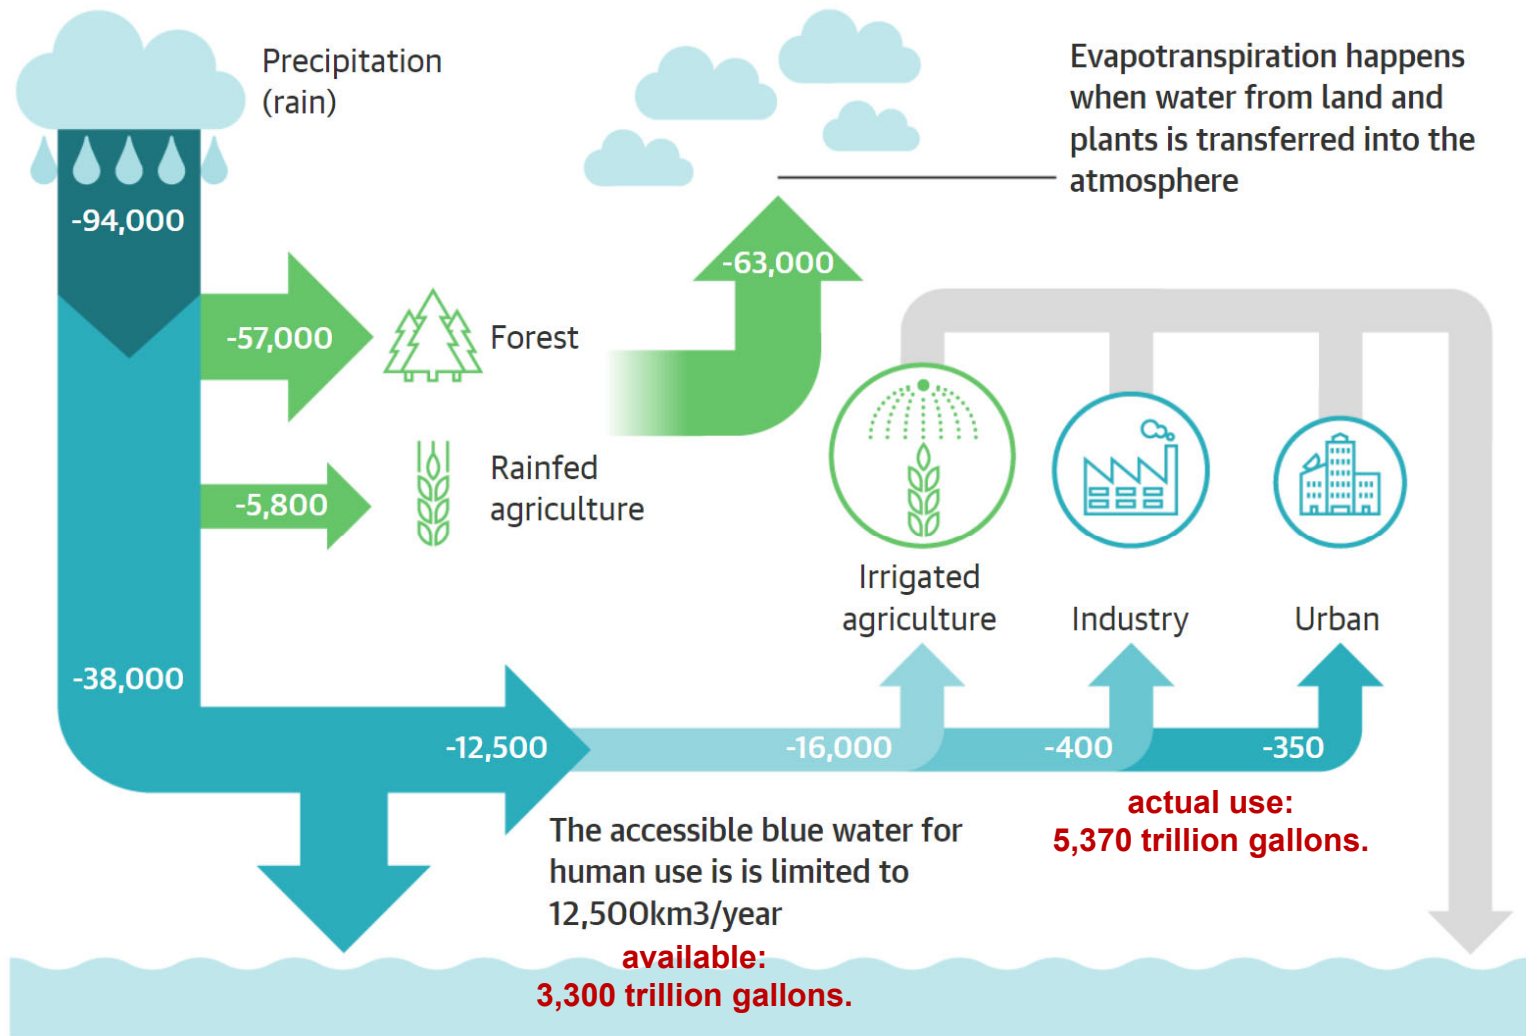 Precipitation
(rain)
Evapotranspiration happens
when water from land and
plants is transferred into the
atmosphere
-94,000
-63,000
-57,000
Forest
-5,800
Rainfed
agriculture
Irrigated
agriculture
Industry
Urban
-38,000
-12,500
-16,000
-400
-350
The accessible blue water for
human use is is limited to
12,500km3/year
actual use:
5,370 trillion gallons.
available:
3,300 trillion gallons.